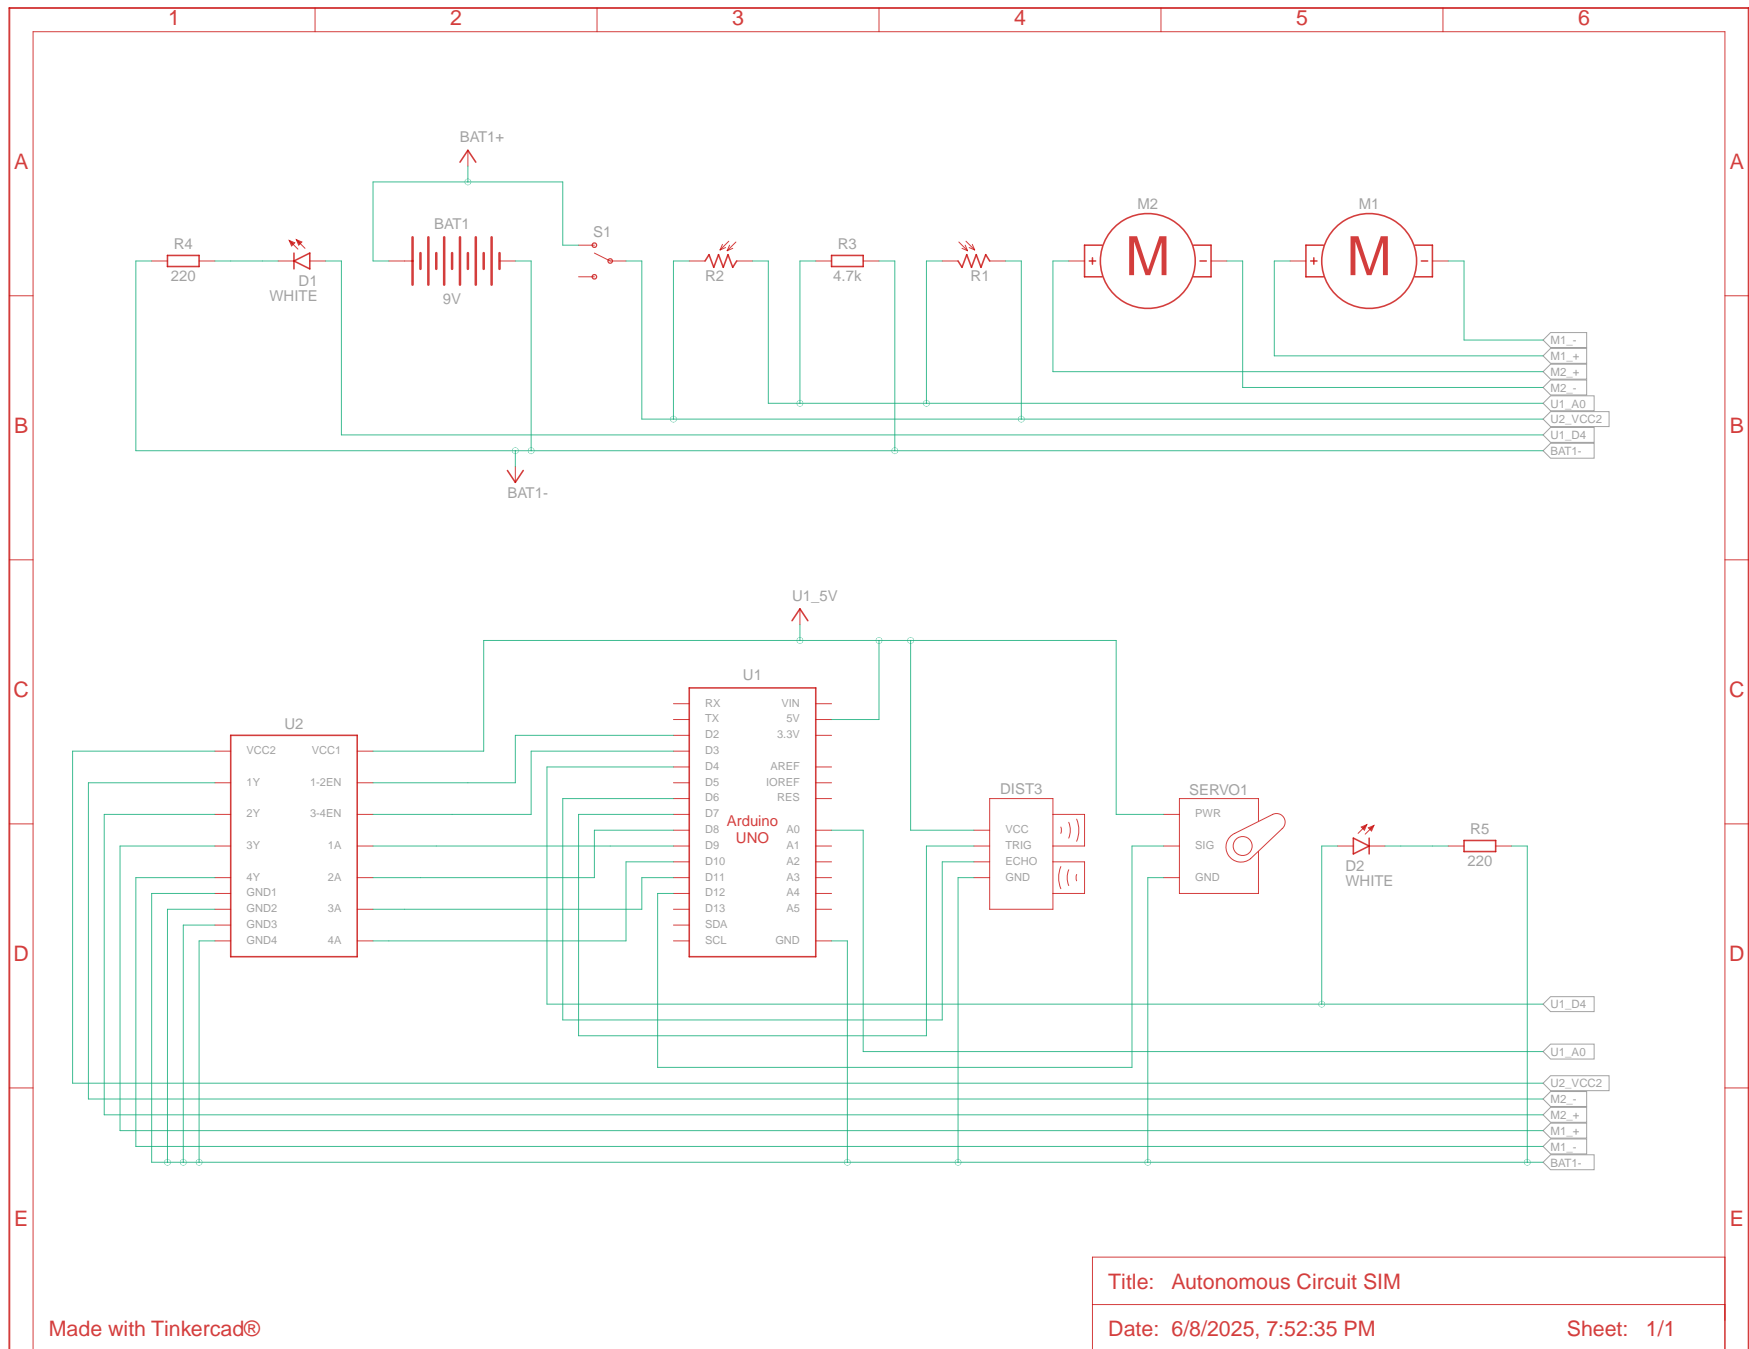 1 2 3 4 5 6
A A
BAT1+
M2 M1
BAT1
S1
R4 R3
M M
+ - + -
R2 R1
220 4.7k
D1
WHITE
9V
M1_-
M1_+
M2_+
M2_-
U1_A0
B U2_VCC2 B
U1_D4
BAT1-
BAT1-
U1_5V
U1
C C
U2
RX VIN
TX 5V
D2 3.3V
D3
D4 AREF
D5 IOREF
D6 RES
D7
D8 A0
D9 A1
D10 A2
D11 A3
D12 A4
D13 A5
SDA
SCL GND
Arduino
UNO
VCC2 VCC1
1Y 1-2EN
2Y 3-4EN
3Y 1A
4Y 2A
GND1
GND2 3A
GND3
GND4 4A
DIST3
VCC
TRIG
ECHO
GND
SERVO1
PWR
SIG
GND
D2
WHITE
R5
220
D D
U1_D4
U1_A0
U2_VCC2
M2_-
M2_+
M1_+
M1_-
BAT1-
E E
Title: Autonomous Circuit SIM
Made with Tinkercad®
Date: 6/8/2025, 7:52:35 PM Sheet: 1/1